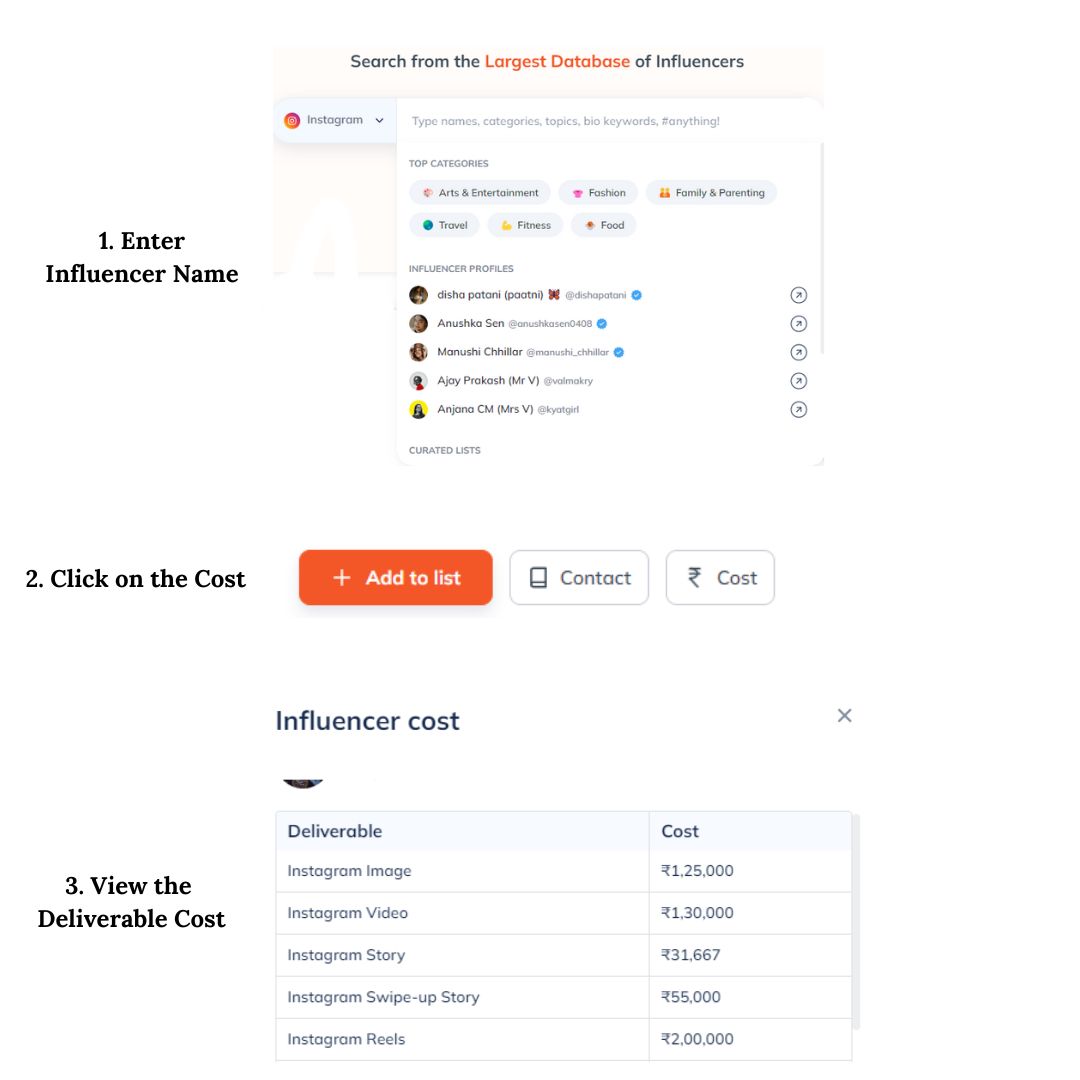 Search from the Largest Database of Influencers
Instagram
Type names, categories, topics, bio keywords, #anything!
TOP CATEGORIES
Arts & Entertainment
Fashion
Family & Parenting
Travel
Fitness
Food
1. Enter
Influencer Name
INFLUENCER PROFILES
disha patani (paatni) 🦋 @dishapatani
Anushka Sen @anushkasen0408
Manushi Chhillar @manushi_chhillar
Ajay Prakash (Mr V) @valmakry
Anjana CM (Mrs V) @kyatgirl
CURATED LISTS
2. Click on the Cost
+ Add to list
Contact
₹ Cost
Influencer cost
3. View the
Deliverable Cost
Deliverable Cost
Instagram Image ₹1,25,000
Instagram Video ₹1,30,000
Instagram Story ₹31,667
Instagram Swipe-up Story ₹55,000
Instagram Reels ₹2,00,000